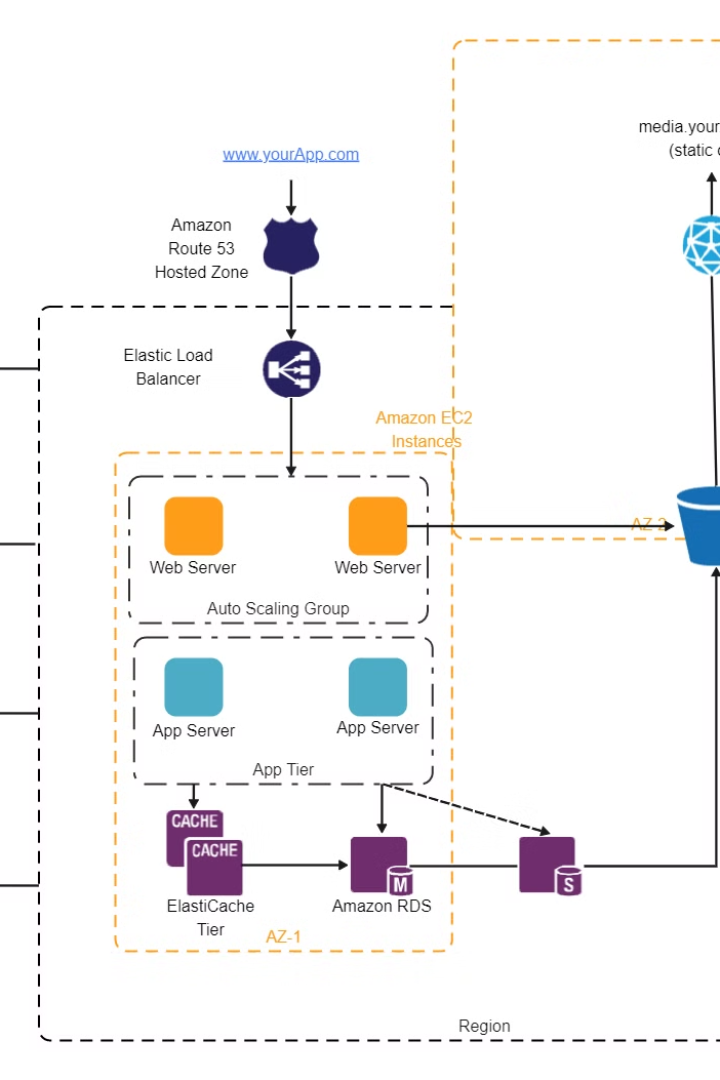 media.your
(static
www.yourApp.com
Amazon
Route 53
Hosted Zone
Elastic Load
Balancer
Amazon EC2
Instances
AZ-2
Web Server
Web Server
Auto Scaling Group
App Server
App Server
App Tier
CACHE
CACHE
M
S
ElastiCache
Tier
Amazon RDS
AZ-1
Region